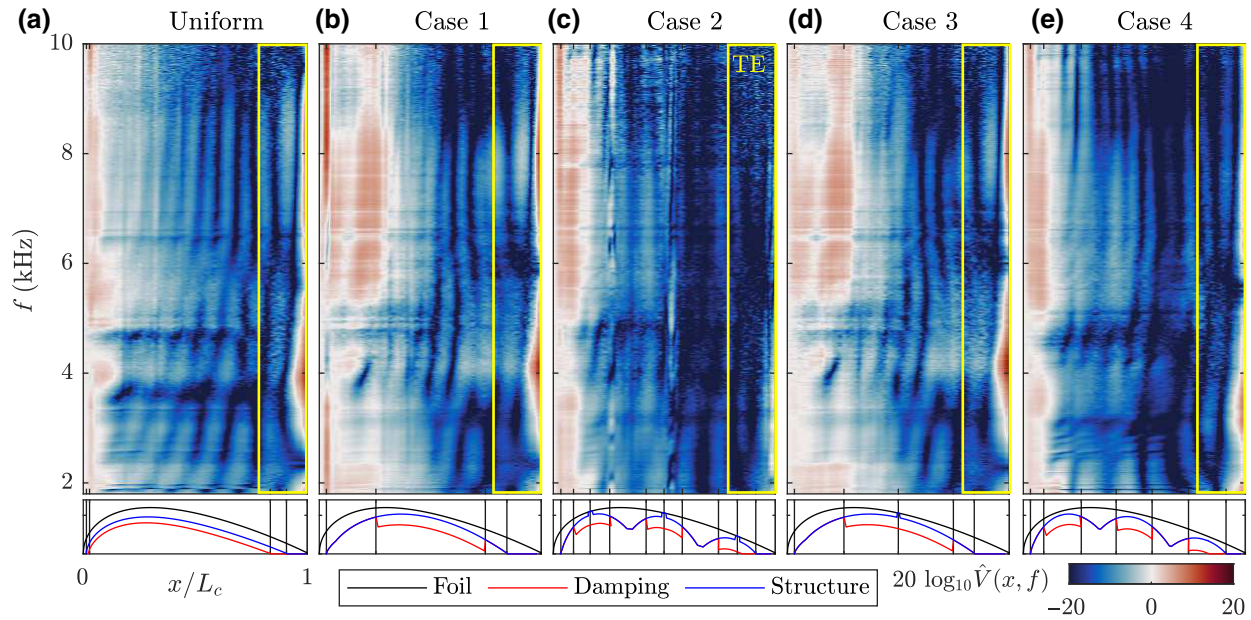 (a) Uniform
(b) Case 1
(c) Case 2
(d) Case 3
(e) Case 4
TE
10
8
6
4
2
f (kHz)
0
x/L_c
1
Foil
Damping
Structure
20 log₁₀V̂(x, f)
−20
0
20